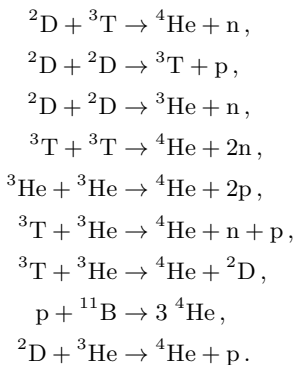 ²D + ³T → ⁴He + n ,
²D + ²D → ³T + p ,
²D + ²D → ³He + n ,
³T + ³T → ⁴He + 2n ,
³He + ³He → ⁴He + 2p ,
³T + ³He → ⁴He + n + p ,
³T + ³He → ⁴He + ²D ,
p + ¹¹B → 3 ⁴He ,
²D + ³He → ⁴He + p .